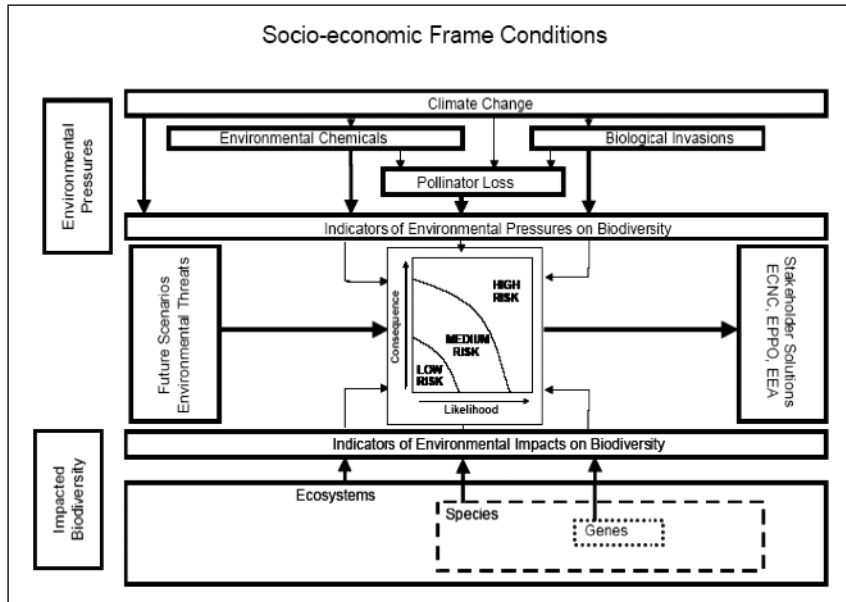 Socio-economic Frame Conditions
Environmental
Pressures
Climate Change
Environmental Chemicals
Biological Invasions
Pollinator Loss
Indicators of Environmental Pressures on Biodiversity
Future Scenarios
Environmental Threats
Consequence
HIGH
RISK
MEDIUM
RISK
LOW
RISK
Likelihood
Stakeholder Solutions
ECNC, EPPO, EEA
Indicators of Environmental Impacts on Biodiversity
Impacted
Biodiversity
Ecosystems
Species
Genes